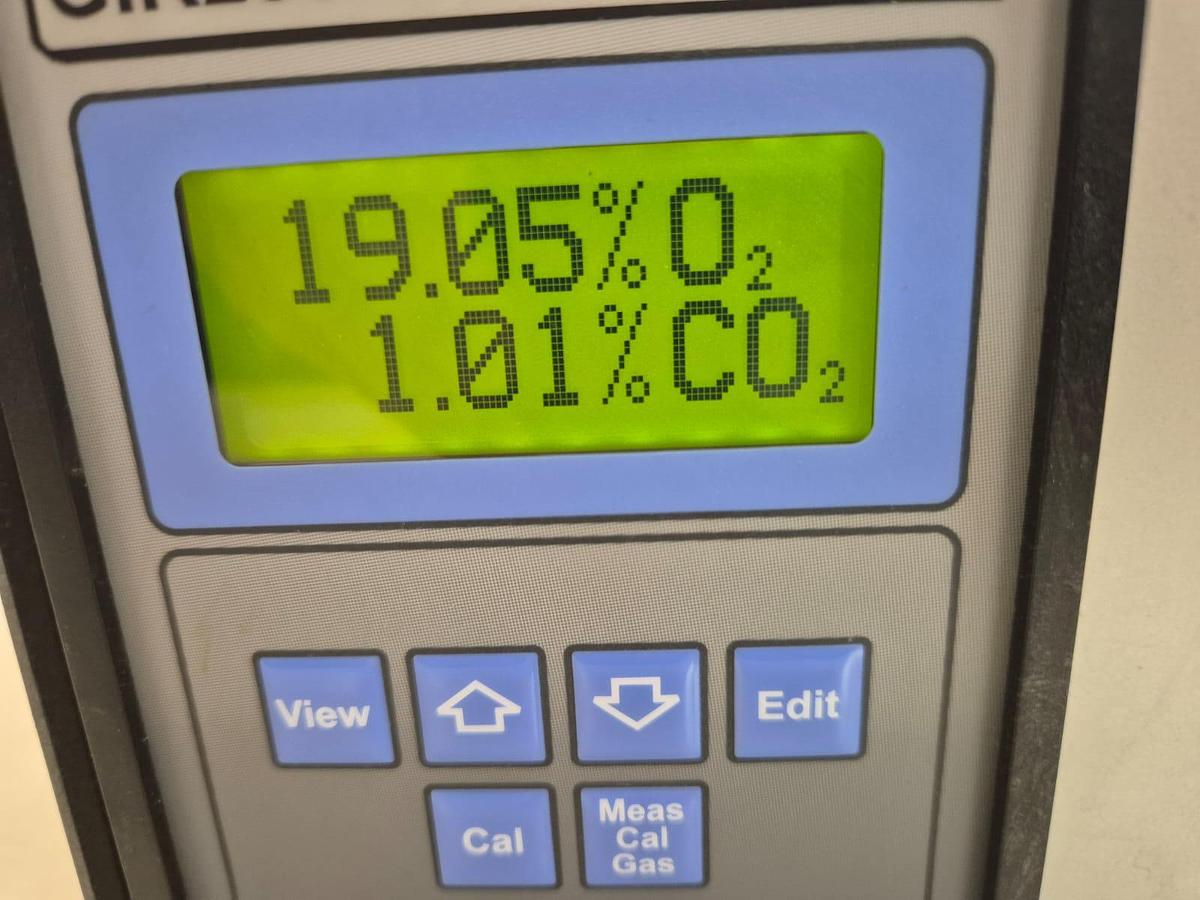 19.05%O₂
1.01%CO₂
View
Edit
Cal
Meas
Cal
Gas